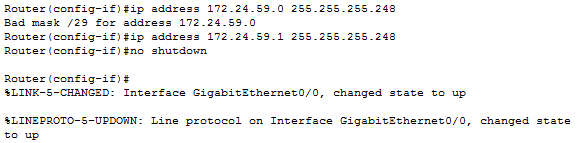 Router(config-if)#ip address 172.24.59.0 255.255.255.248
Bad mask /29 for address 172.24.59.0
Router(config-if)#ip address 172.24.59.1 255.255.255.248
Router(config-if)#no shutdown
Router(config-if)#
%LINK-5-CHANGED: Interface GigabitEthernet0/0, changed state to up
%LINEPROTO-5-UPDOWN: Line protocol on Interface GigabitEthernet0/0, changed state
to up